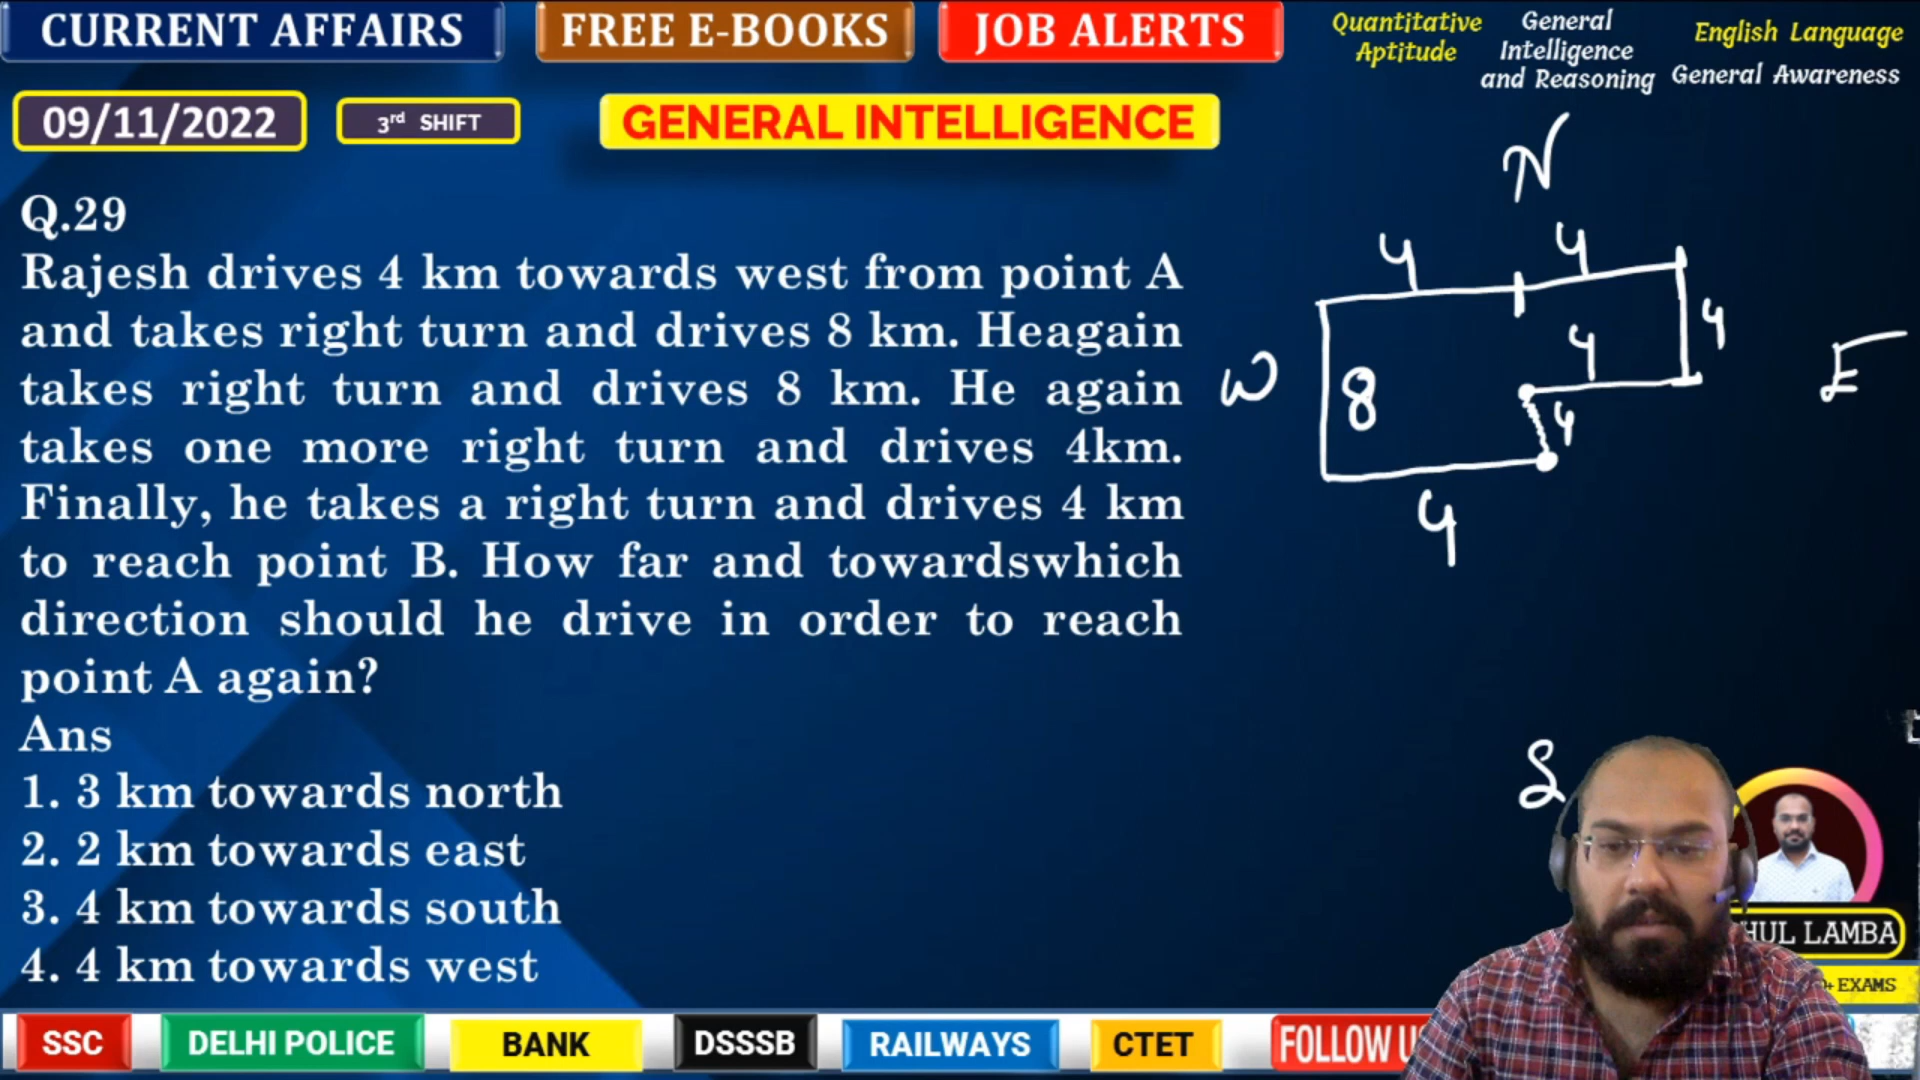 CURRENT AFFAIRS
FREE E-BOOKS
JOB ALERTS
Quantitative
Aptitude
General
Intelligence
and Reasoning
English Language
General Awareness
09/11/2022
3rd SHIFT
GENERAL INTELLIGENCE
Q.29
Rajesh drives 4 km towards west from point A
and takes right turn and drives 8 km. Heagain
takes right turn and drives 8 km. He again
takes one more right turn and drives 4km.
Finally, he takes a right turn and drives 4 km
to reach point B. How far and towardswhich
direction should he drive in order to reach
point A again?
Ans
1. 3 km towards north
2. 2 km towards east
3. 4 km towards south
4. 4 km towards west
N
4 4
4
4
W 8 E
4
4
S
HUL LAMBA
+ EXAMS
SSC
DELHI POLICE
BANK
DSSSB
RAILWAYS
CTET
FOLLOW